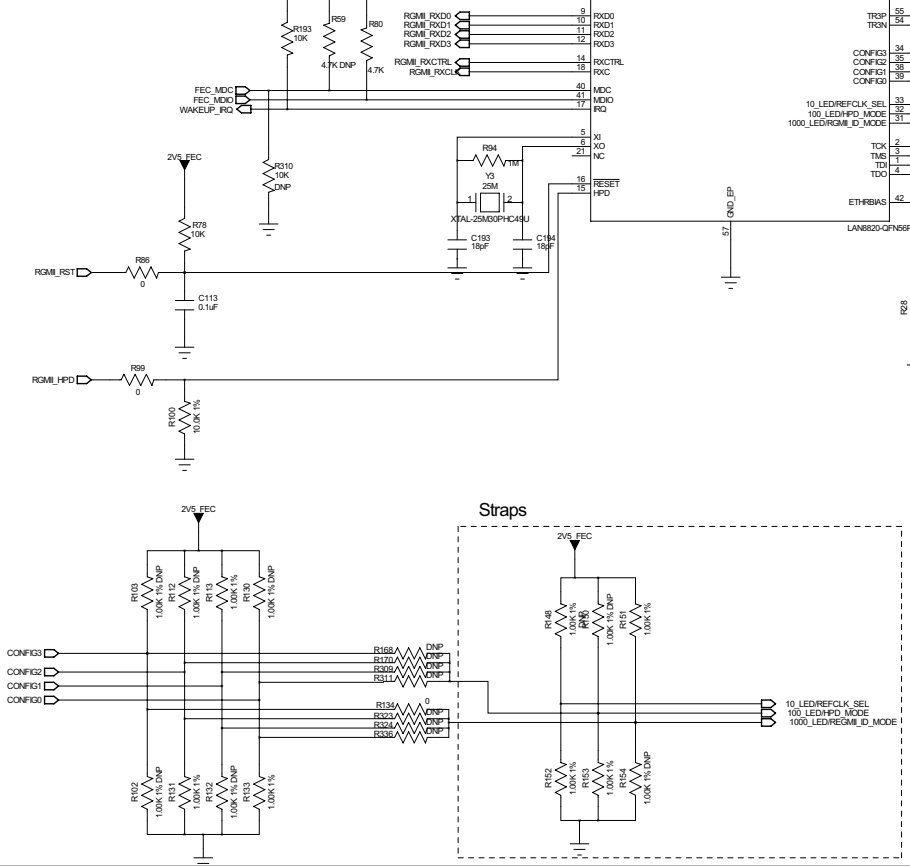 RGMII_RXD0
RGMII_RXD1
RGMII_RXD2
RGMII_RXD3
RGMII_RXCTRL
RGMII_RXCL
FEC_MDC
FEC_MDIO
WAKEUP_IRQ
R193
10K
R59
4.7K DNP
R80
4.7K
9
10
11
12
14
18
40
41
17
RXD0
RXD1
RXD2
RXD3
RXCTRL
RXC
MDC
MDIO
IRQ
5
6
21
XI
XO
NC
16
15
RESET
HPD
TR3P
TR3N
55
54
CONFIG3
CONFIG2
CONFIG1
CONFIG0
34
35
38
39
10_LED/REFCLK_SEL
100_LED/HPD_MODE
1000_LED/RGMII_ID_MODE
33
32
31
TCK
TMS
TDI
TDO
2
3
1
4
ETHRBIAS
42
GND_EP
57
LAN8820-QFN56P
R28
R94
1M
Y3
25M
1
2
XTAL-25M30PHC49U
C193
18pF
C194
18pF
2V5_FEC
R310
10K
DNP
R78
10K
RGMII_RST
R86
0
C113
0.1uF
RGMII_HPD
R99
0
R100
10.0K 1%
2V5_FEC
R103
1.00K 1% DNP
R112
1.00K 1% DNP
R113
1.00K 1%
R130
1.00K 1% DNP
CONFIG3
CONFIG2
CONFIG1
CONFIG0
R168
DNP
R170
DNP
R309
DNP
R311
DNP
R134
0
R323
DNP
R324
DNP
R336
DNP
R102
1.00K 1% DNP
R131
1.00K 1%
R132
1.00K 1% DNP
R133
1.00K 1%
Straps
2V5_FEC
R148
1.00K 1%
DNP
1.00K 1% DNP
R151
1.00K 1%
10_LED/REFCLK_SEL
100_LED/HPD_MODE
1000_LED/REGMII_ID_MODE
R152
1.00K 1%
R153
1.00K 1%
R154
1.00K 1% DNP